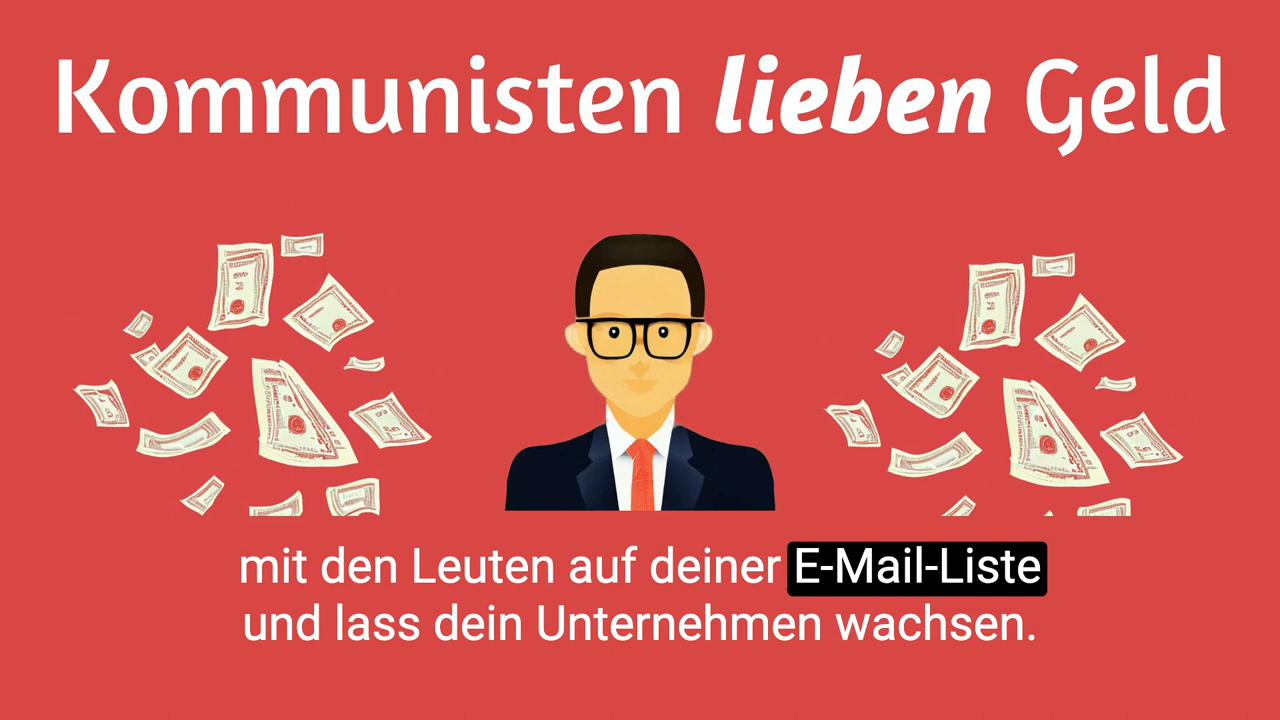 Kommunisten lieben Geld
mit den Leuten auf deiner E-Mail-Liste
und lass dein Unternehmen wachsen.